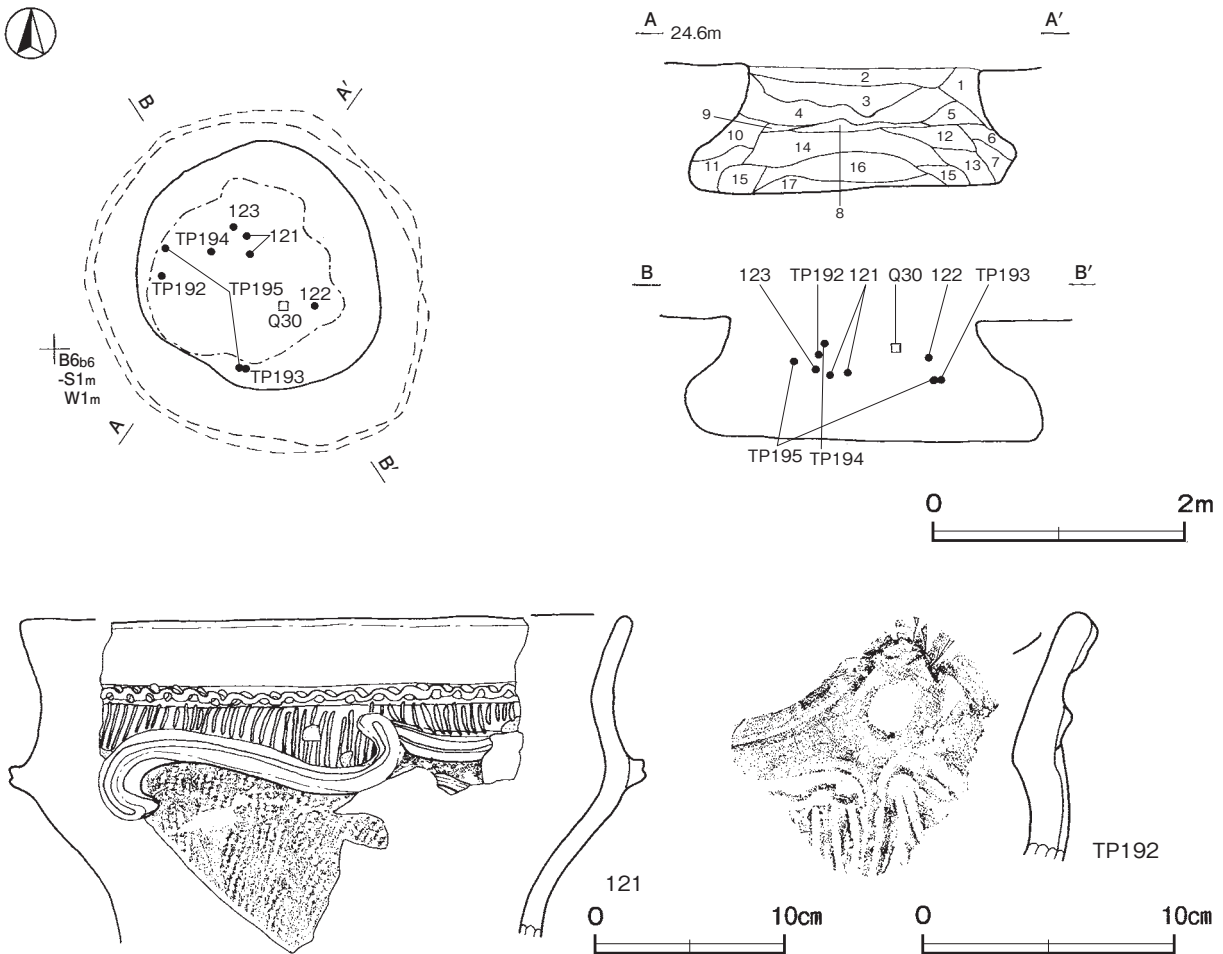 A 24.6m A′
2
1
3
4
5
9
10
12
6
14
11
16
13
7
15
15
17
8
B
A′
123
TP194
121
TP192
TP195
122
Q30
TP193
B6b6
-S1m
W1m
A
B′
B 123 TP192 121 Q30 122 TP193 B′
TP195 TP194
0 2m
121
0 10cm
TP192
0 10cm